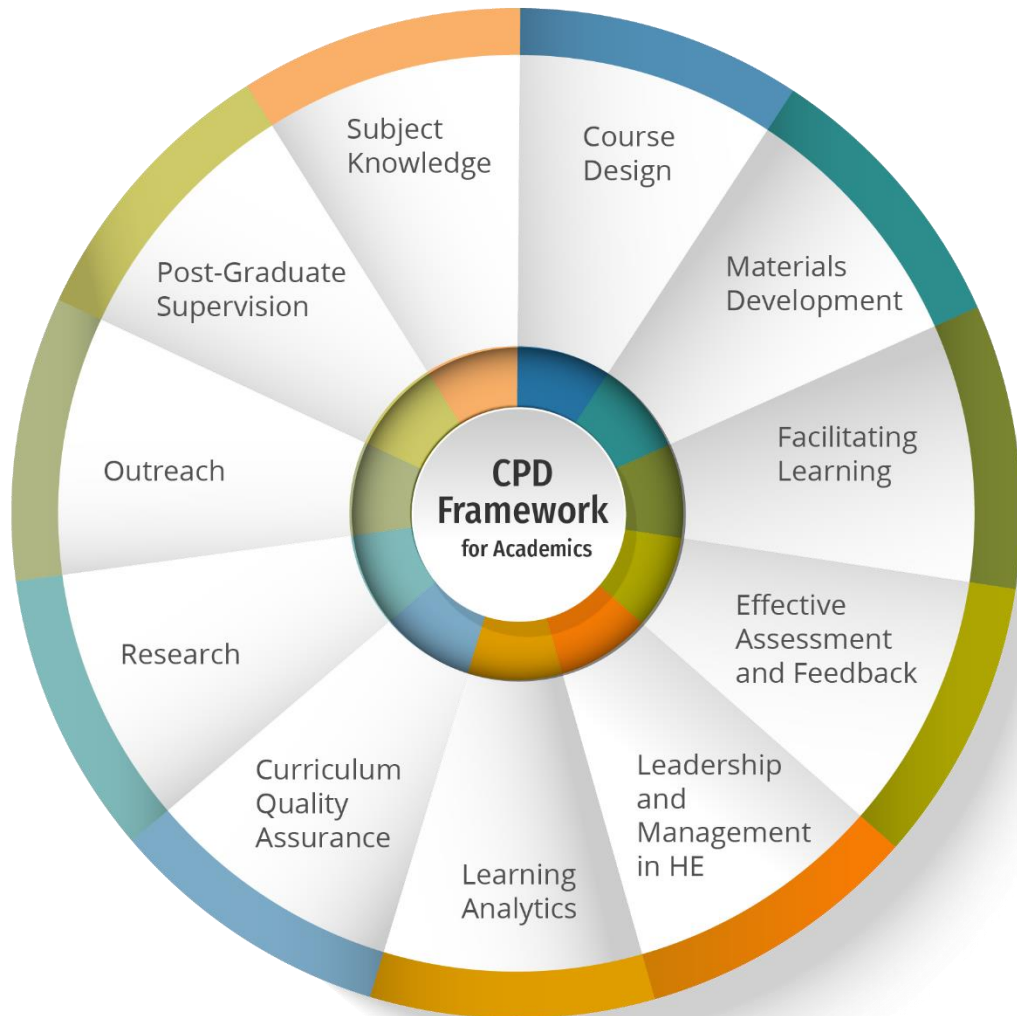 CPD
Framework
for Academics
Course
Design
Materials
Development
Facilitating
Learning
Effective
Assessment
and Feedback
Leadership
and
Management
in HE
Learning
Analytics
Curriculum
Quality
Assurance
Research
Outreach
Post-Graduate
Supervision
Subject
Knowledge